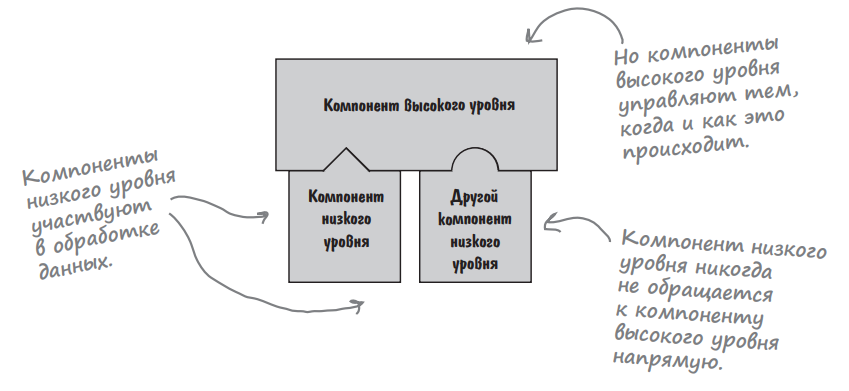 Но компоненты
высокого уровня
управляют тем,
когда и как это
происходит.
Компонент высокого уровня
Компоненты
низкого уровня
участвуют
в обработке
данных.
Компонент
низкого
уровня
Другой
компонент
низкого
уровня
Компонент низкого
уровня никогда
не обращается
к компоненту
высокого уровня
напрямую.